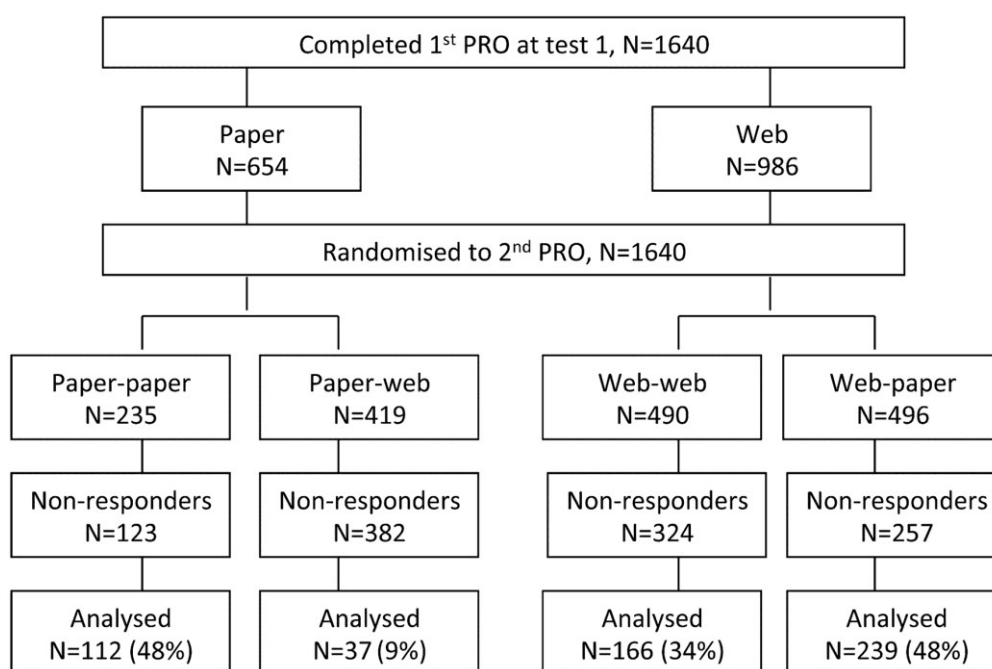 Completed 1st PRO at test 1, N=1640
Paper
N=654
Web
N=986
Randomised to 2nd PRO, N=1640
Paper-paper
N=235
Paper-web
N=419
Web-web
N=490
Web-paper
N=496
Non-responders
N=123
Non-responders
N=382
Non-responders
N=324
Non-responders
N=257
Analysed
N=112 (48%)
Analysed
N=37 (9%)
Analysed
N=166 (34%)
Analysed
N=239 (48%)